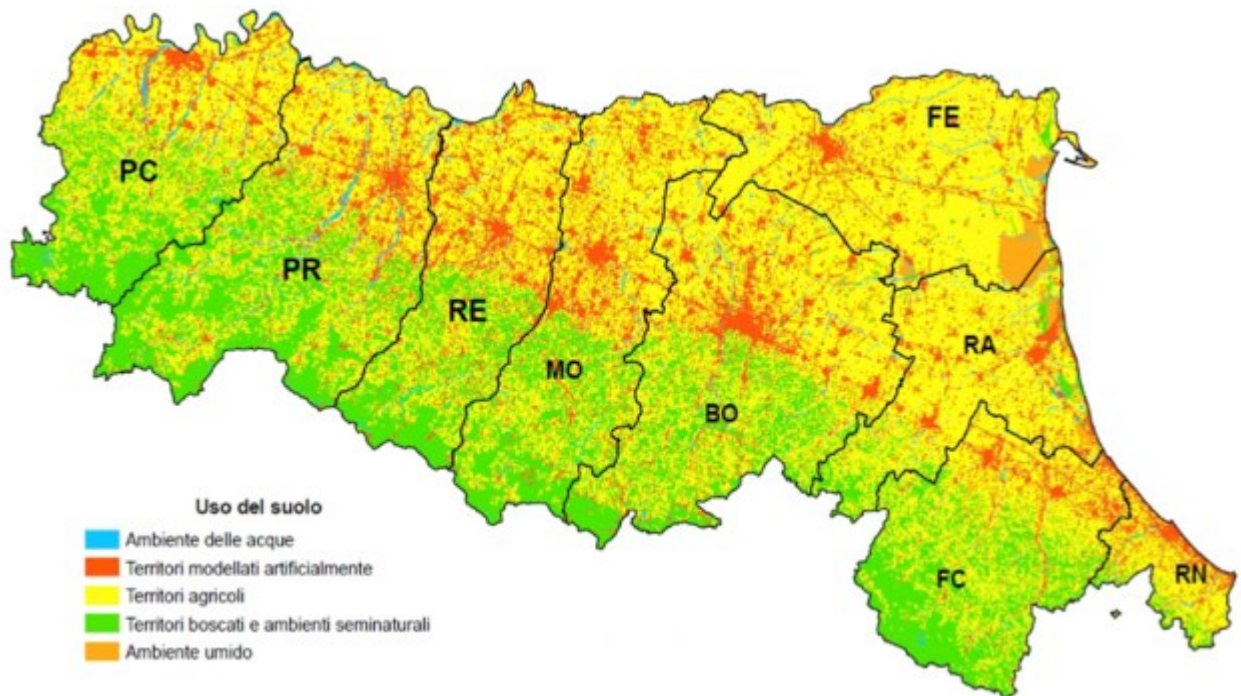 FE
PC
PR
RE
RA
MO
BO
Uso del suolo
Ambiente delle acque
Territori modellati artificialmente
Territori agricoli
Territori boscati e ambienti seminaturali
Ambiente umido
FC
RN